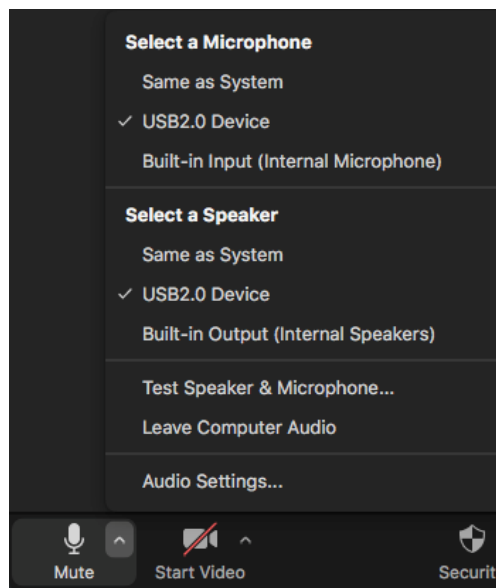 Select a Microphone
Same as System
✓ USB2.0 Device
Built-in Input (Internal Microphone)
Select a Speaker
Same as System
✓ USB2.0 Device
Built-in Output (Internal Speakers)
Test Speaker & Microphone...
Leave Computer Audio
Audio Settings...
Mute
Start Video
Securit